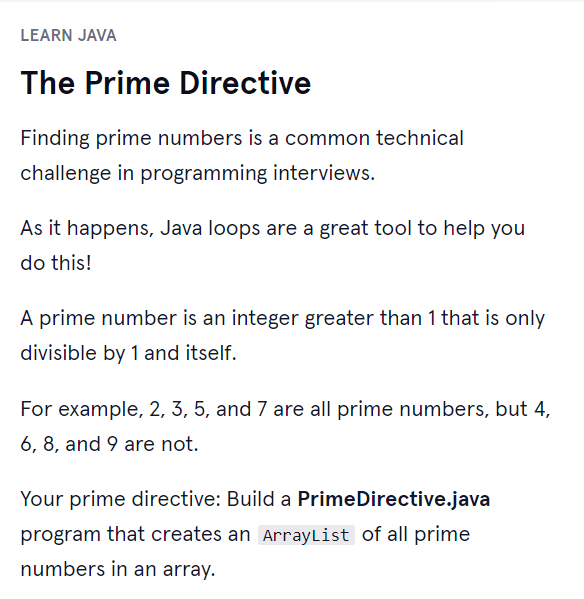 LEARN JAVA
The Prime Directive
Finding prime numbers is a common technical
challenge in programming interviews.
As it happens, Java loops are a great tool to help you
do this!
A prime number is an integer greater than 1 that is only
divisible by 1 and itself.
For example, 2, 3, 5, and 7 are all prime numbers, but 4,
6, 8, and 9 are not.
Your prime directive: Build a PrimeDirective.java
program that creates an ArrayList of all prime
numbers in an array.